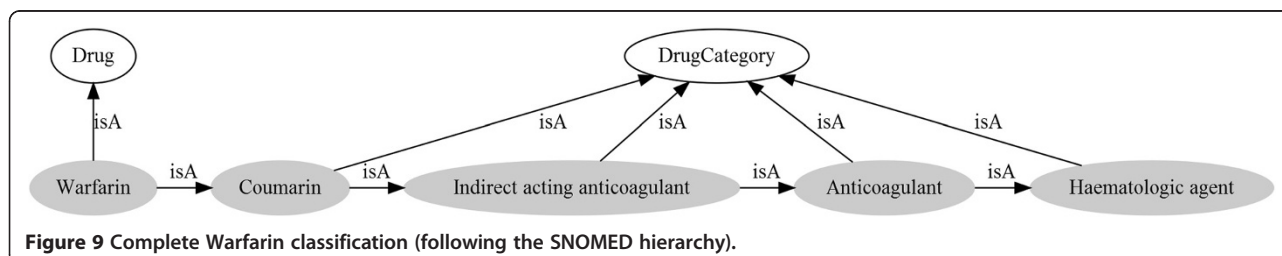 Drug
DrugCategory
isA
isA
isA
isA
isA
Warfarin
isA
Coumarin
isA
Indirect acting anticoagulant
isA
Anticoagulant
isA
Haematologic agent
Figure 9 Complete Warfarin classification (following the SNOMED hierarchy).